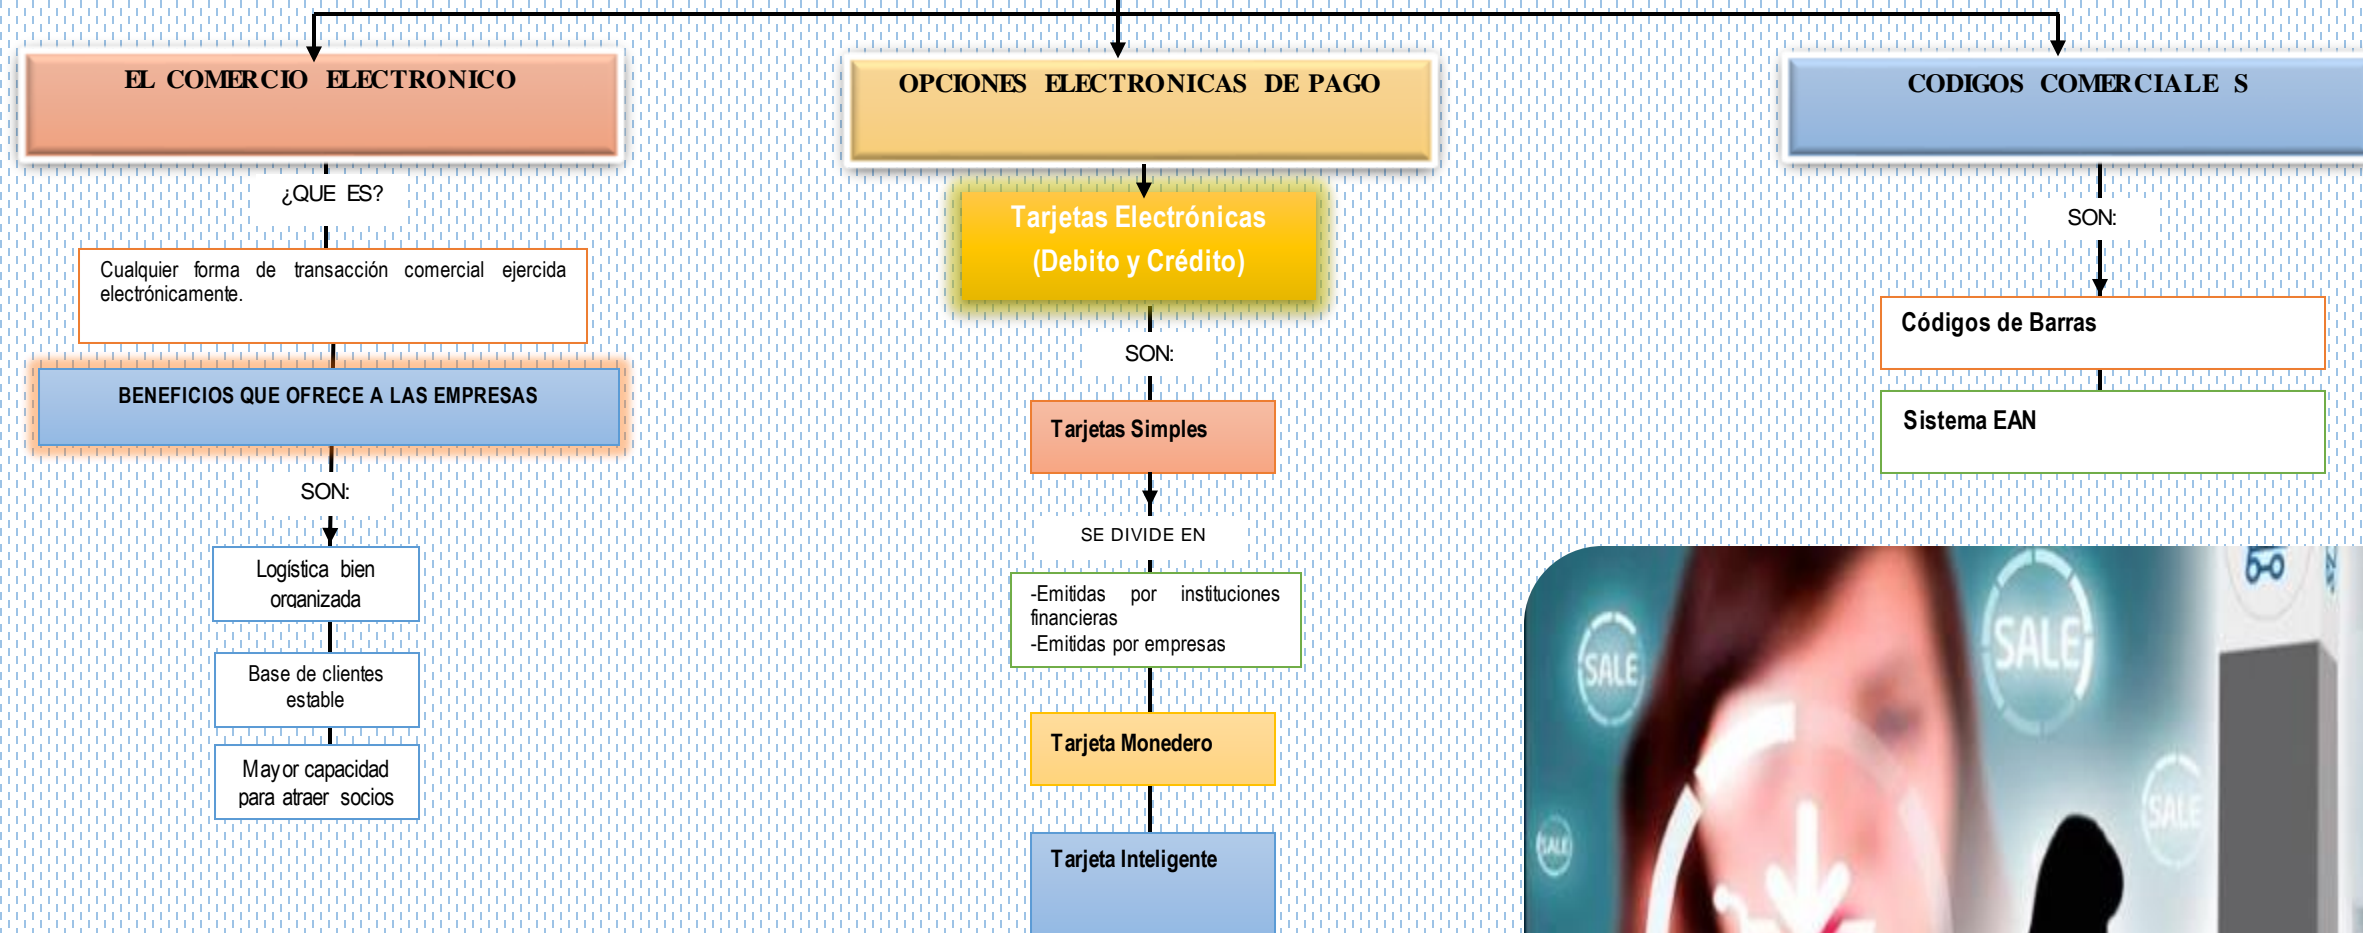 EL COMERCIO ELECTRONICO
¿QUE ES?
Cualquier forma de transacción comercial ejercida
electrónicamente.
BENEFICIOS QUE OFRECE A LAS EMPRESAS
SON:
Logística bien
organizada
Base de clientes
estable
Mayor capacidad
para atraer socios
OPCIONES ELECTRONICAS DE PAGO
Tarjetas Electrónicas
(Debito y Crédito)
SON:
Tarjetas Simples
SE DIVIDE EN
-Emitidas por instituciones
financieras
-Emitidas por empresas
Tarjeta Monedero
Tarjeta Inteligente
CODIGOS COMERCIALE S
SON:
Códigos de Barras
Sistema EAN
SALE
SALE
SALE
SALE